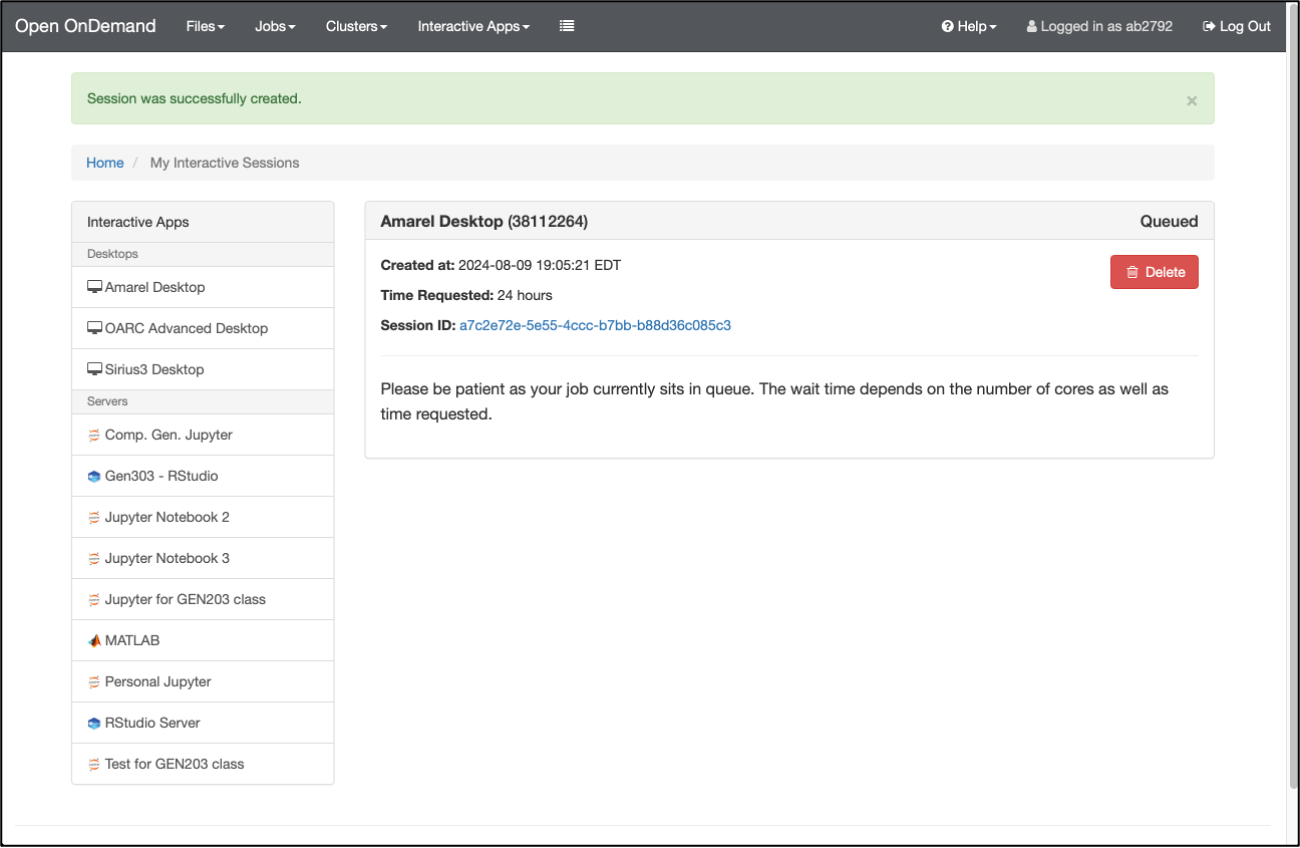 Open OnDemand Files Jobs Clusters Interactive Apps Help Logged in as ab2792 Log Out
Session was successfully created. ×
Home / My Interactive Sessions
Interactive Apps
Desktops
Amarel Desktop
OARC Advanced Desktop
Sirius3 Desktop
Servers
Comp. Gen. Jupyter
Gen303 - RStudio
Jupyter Notebook 2
Jupyter Notebook 3
Jupyter for GEN203 class
MATLAB
Personal Jupyter
RStudio Server
Test for GEN203 class
Amarel Desktop (38112264) Queued
Created at: 2024-08-09 19:05:21 EDT
Delete
Time Requested: 24 hours
Session ID: a7c2e72e-5e55-4ccc-b7bb-b88d36c085c3
Please be patient as your job currently sits in queue. The wait time depends on the number of cores as well as
time requested.